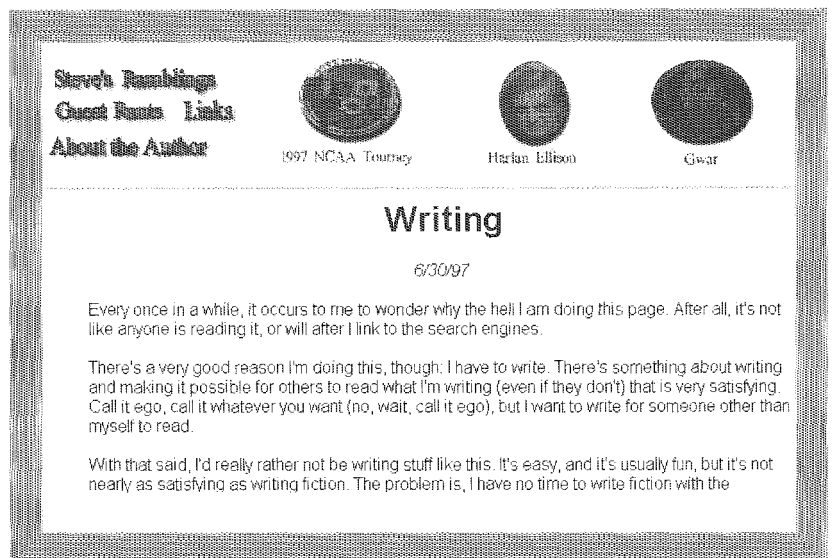 Steve's Ramblings
Guest Rants Links
About the Author
1997 NCAA Tourney
Harlan Ellison
Gwar
Writing
6/30/97
Every once in a while, it occurs to me to wonder why the hell I am doing this page. After all, it's not
like anyone is reading it, or will after I link to the search engines.
There's a very good reason I'm doing this, though: I have to write. There's something about writing
and making it possible for others to read what I'm writing (even if they don't) that is very satisfying.
Call it ego, call it whatever you want (no, wait, call it ego), but I want to write for someone other than
myself to read.
With that said, I'd really rather not be writing stuff like this. It's easy, and it's usually fun, but it's not
nearly as satisfying as writing fiction. The problem is, I have no time to write fiction with the